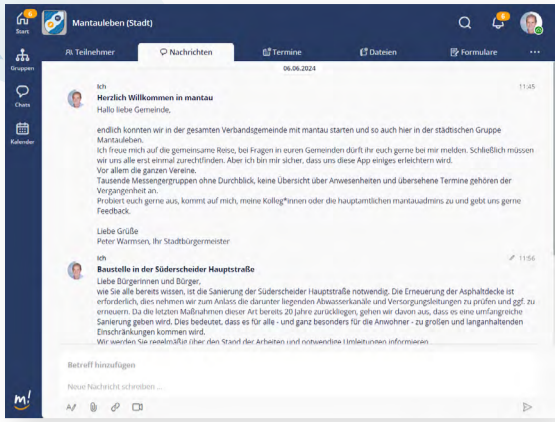 6
Start
Mantauleben (Stadt)
Gruppen
Chats
Kalender
Teilnehmer
Nachrichten
Termine
Dateien
Formulare
06.06.2024
Ich
11:45
Herzlich Willkommen in mantau
Hallo liebe Gemeinde,
endlich konnten wir in der gesamten Verbandsgemeinde mit mantau starten und so auch hier in der städtischen Gruppe
Mantauleben.
Ich freue mich auf die gemeinsame Reise, bei Fragen in euren Gemeinden dürft ihr euch gerne bei mir melden. Schließlich müssen
wir uns alle erst einmal zurechtfinden. Aber ich bin mir sicher, dass uns diese App einiges erleichtern wird.
Vor allem die ganzen Vereine.
Tausende Messengergruppen ohne Durchblick, keine Übersicht über Anwesenheiten und übersehene Termine gehören der
Vergangenheit an.
Probiert euch gerne aus, kommt auf mich, meine Kolleg*innen oder die hauptamtlichen mantauadmins zu und gebt uns gerne
Feedback.
Liebe Grüße
Peter Warmsen, Ihr Stadtbürgermeister
Ich
11:56
Baustelle in der Süderscheider Hauptstraße
Liebe Bürgerinnen und Bürger,
wie Sie alle bereits wissen, ist die Sanierung der Süderscheider Hauptstraße notwendig. Die Erneuerung der Asphaltdecke ist
erforderlich, dies nehmen wir zum Anlass die darunter liegenden Abwasserkanäle und Versorgungsleitungen zu prüfen und ggf. zu
erneuern. Da die letzten Maßnahmen dieser Art bereits 20 Jahre zurückliegen, gehen wir davon aus, dass es eine umfangreiche
Sanierung geben wird. Dies bedeutet, dass es für alle - und ganz besonders für die Anwohner - zu großen und langanhaltenden
Einschränkungen kommen wird.
Wir werden Sie regelmäßig über den Stand der Arbeiten und notwendige Umleitungen informieren.
Betreff hinzufügen
Neue Nachricht schreiben ...
m!